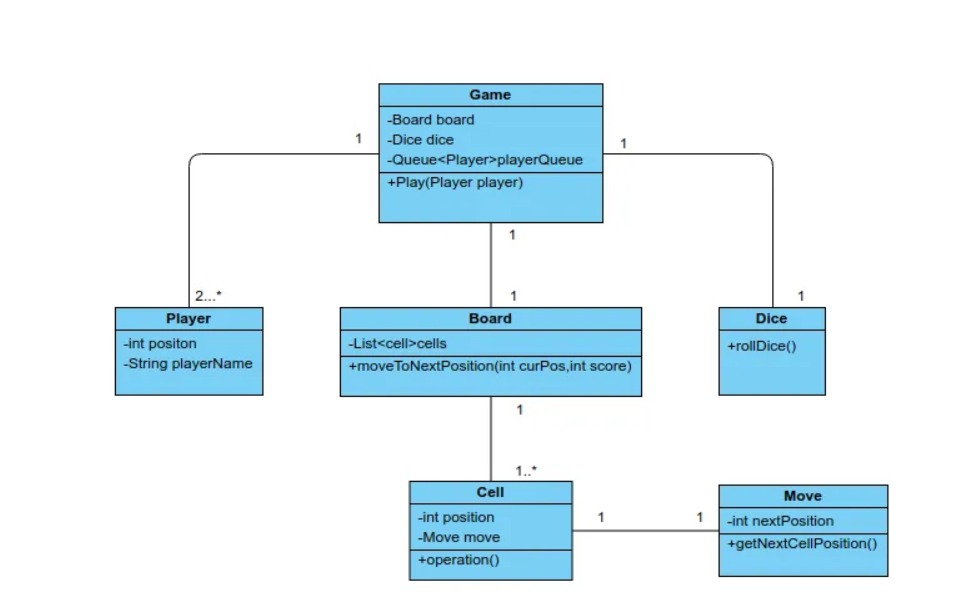 Game
-Board board
-Dice dice
-Queue<Player>playerQueue
+Play(Player player)
1
1
1
2...*
1
1
Player
-int positon
-String playerName
Board
-List<cell>cells
+moveToNextPosition(int curPos,int score)
Dice
+rollDice()
1
1..*
Cell
-int position
-Move move
+operation()
1
1
Move
-int nextPosition
+getNextCellPosition()